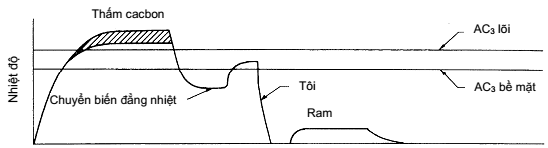 Thấm cacbon
AC3 lõi
Nhiệt độ
Chuyển biến đẳng nhiệt
Tôi
AC3 bề mặt
Ram